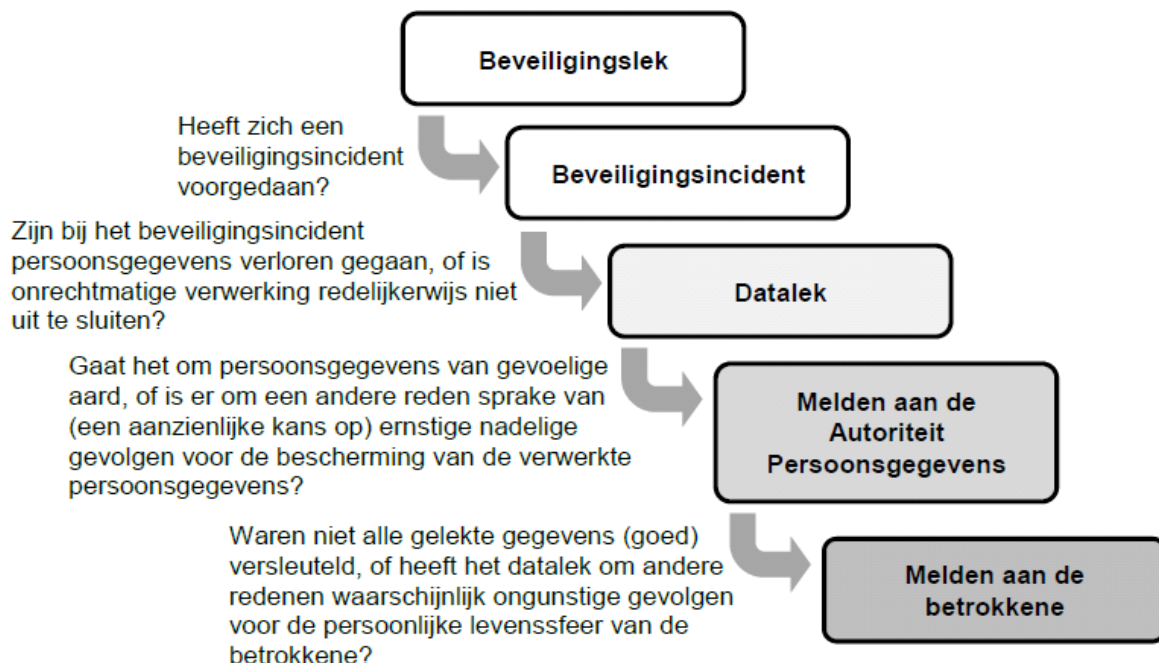 Beveiligingslek
Heeft zich een
beveiligingsincident
voorgedaan?
Beveiligingsincident
Zijn bij het beveiligingsincident
persoonsgegevens verloren gegaan, of is
onrechtmatige verwerking redelijkerwijs niet
uit te sluiten?
Datalek
Gaat het om persoonsgegevens van gevoelige
aard, of is er om een andere reden sprake van
(een aanzienlijke kans op) ernstige nadelige
gevolgen voor de bescherming van de verwerkte
persoonsgegevens?
Melden aan de
Autoriteit
Persoonsgegevens
Waren niet alle gelekte gegevens (goed)
versleuteld, of heeft het datalek om andere
redenen waarschijnlijk ongunstige gevolgen
voor de persoonlijke levenssfeer van de
betrokkene?
Melden aan de
betrokkene